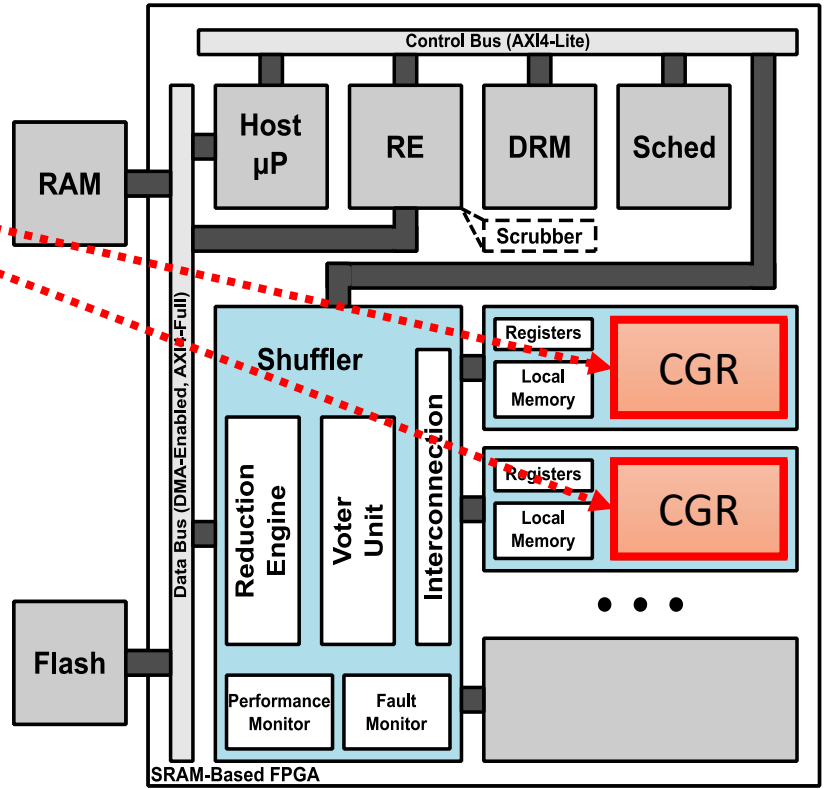 Control Bus (AXI4-Lite)
Host
µP
RE
DRM
Sched
RAM
Scrubber
Data Bus (DMA-Enabled, AXI4-Full)
Shuffler
Registers
Local
Memory
CGR
Reduction
Engine
Voter
Unit
Interconnection
Registers
Local
Memory
CGR
• • •
Flash
Performance
Monitor
Fault
Monitor
SRAM-Based FPGA